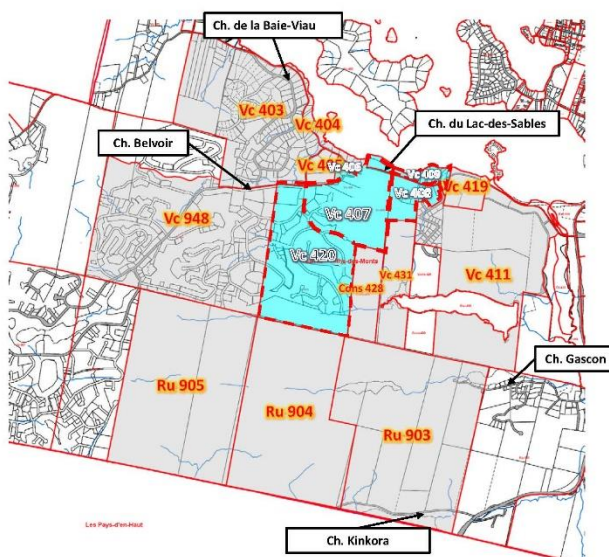 Ch. de la Baie-Viau
Vc 403
Vc 404
Ch. du Lac-des-Sables
Ch. Belvoir
Vc 419
Vc 948
Vc 407
Vc 420
Vc 431
Cons 428
Vc 411
Ch. Gascon
Ru 905
Ru 904
Ru 903
Les Pays-d'en-Haut
Ch. Kinkora